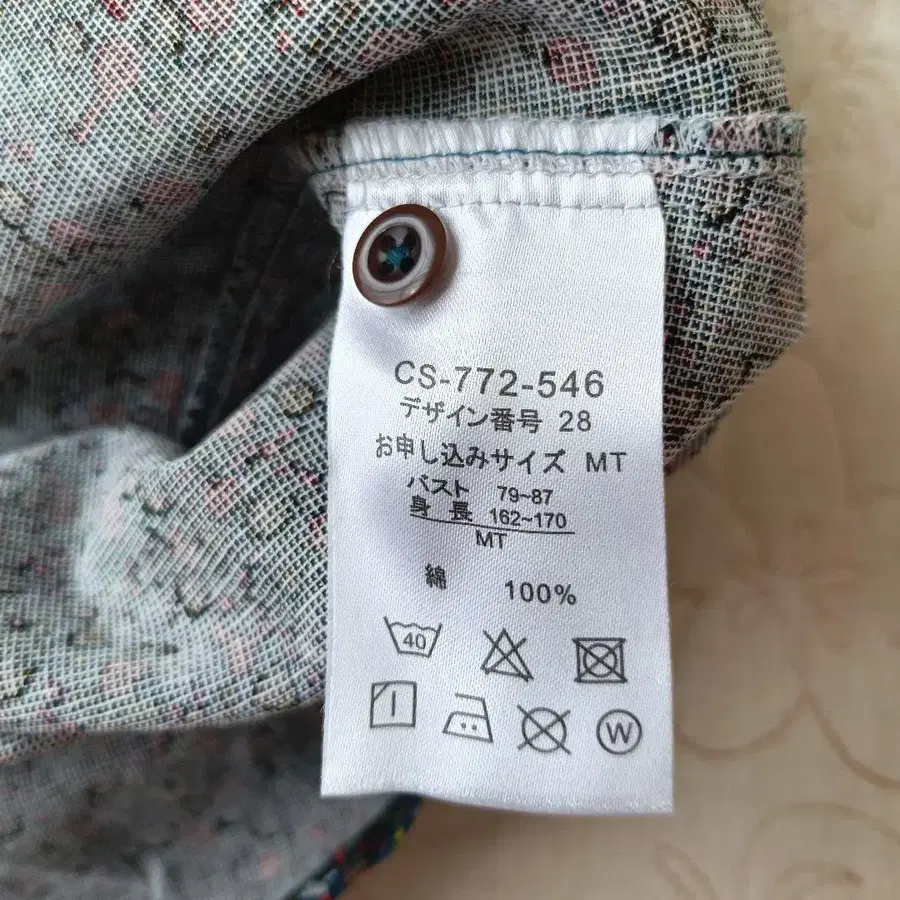 CS-772-546
デザイン番号 28
お申し込みサイズ MT
バスト 79~87
身 長 162~170
MT
綿 100%
40
W